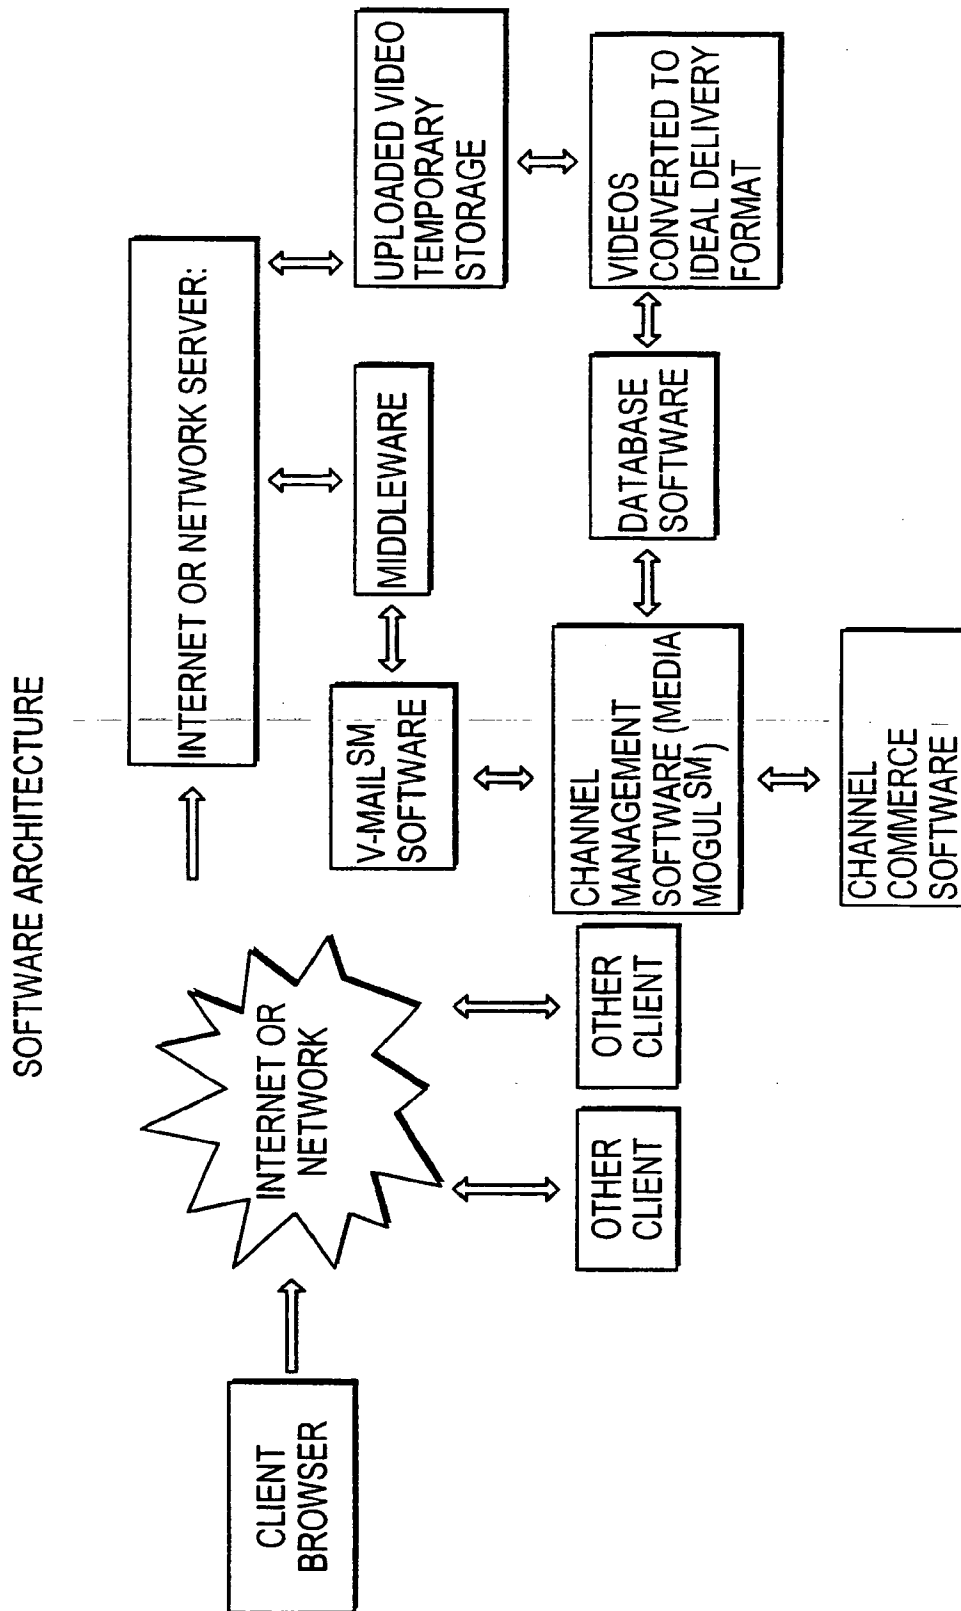 SOFTWARE ARCHITECTURE
CLIENT
BROWSER
INTERNET OR
NETWORK
OTHER
CLIENT
OTHER
CLIENT
INTERNET OR NETWORK SERVER:
V-MAIL SM
SOFTWARE
MIDDLEWARE
UPLOADED VIDEO
TEMPORARY
STORAGE
CHANNEL
MANAGEMENT
SOFTWARE (MEDIA
MOGUL SM)
DATABASE
SOFTWARE
VIDEOS
CONVERTED TO
IDEAL DELIVERY
FORMAT
CHANNEL
COMMERCE
SOFTWARE